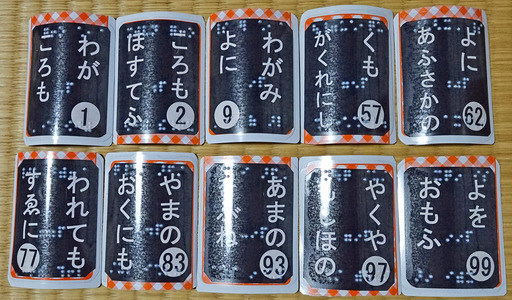 わが
ころも
1
ころも
ほすてふ
2
わがみ
よに
9
くも
がくれにし
57
よに
あふさかの
62
われても
すゑに
77
やまの
おくにも
83
あまの
93
やくや
97
よを
おもふ
99